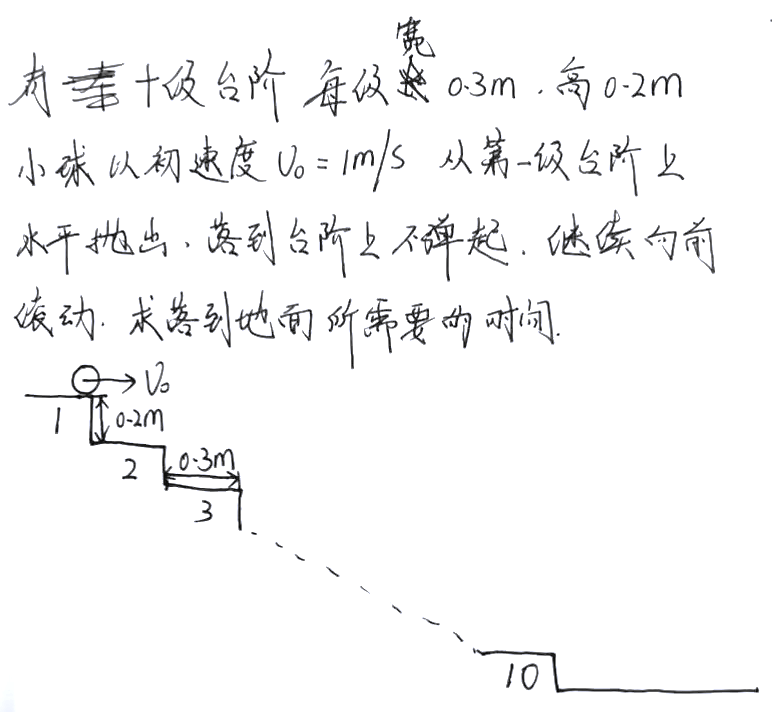 有十级台阶 每级宽 0.3m. 高 0.2m
小球以初速度 V₀ = 1m/s 从第一级台阶上
水平抛出、落到台阶上不弹起. 继续向前
滚动. 求落到地面所需要的时间.
V₀
1
0.2m
2
0.3m
3
10